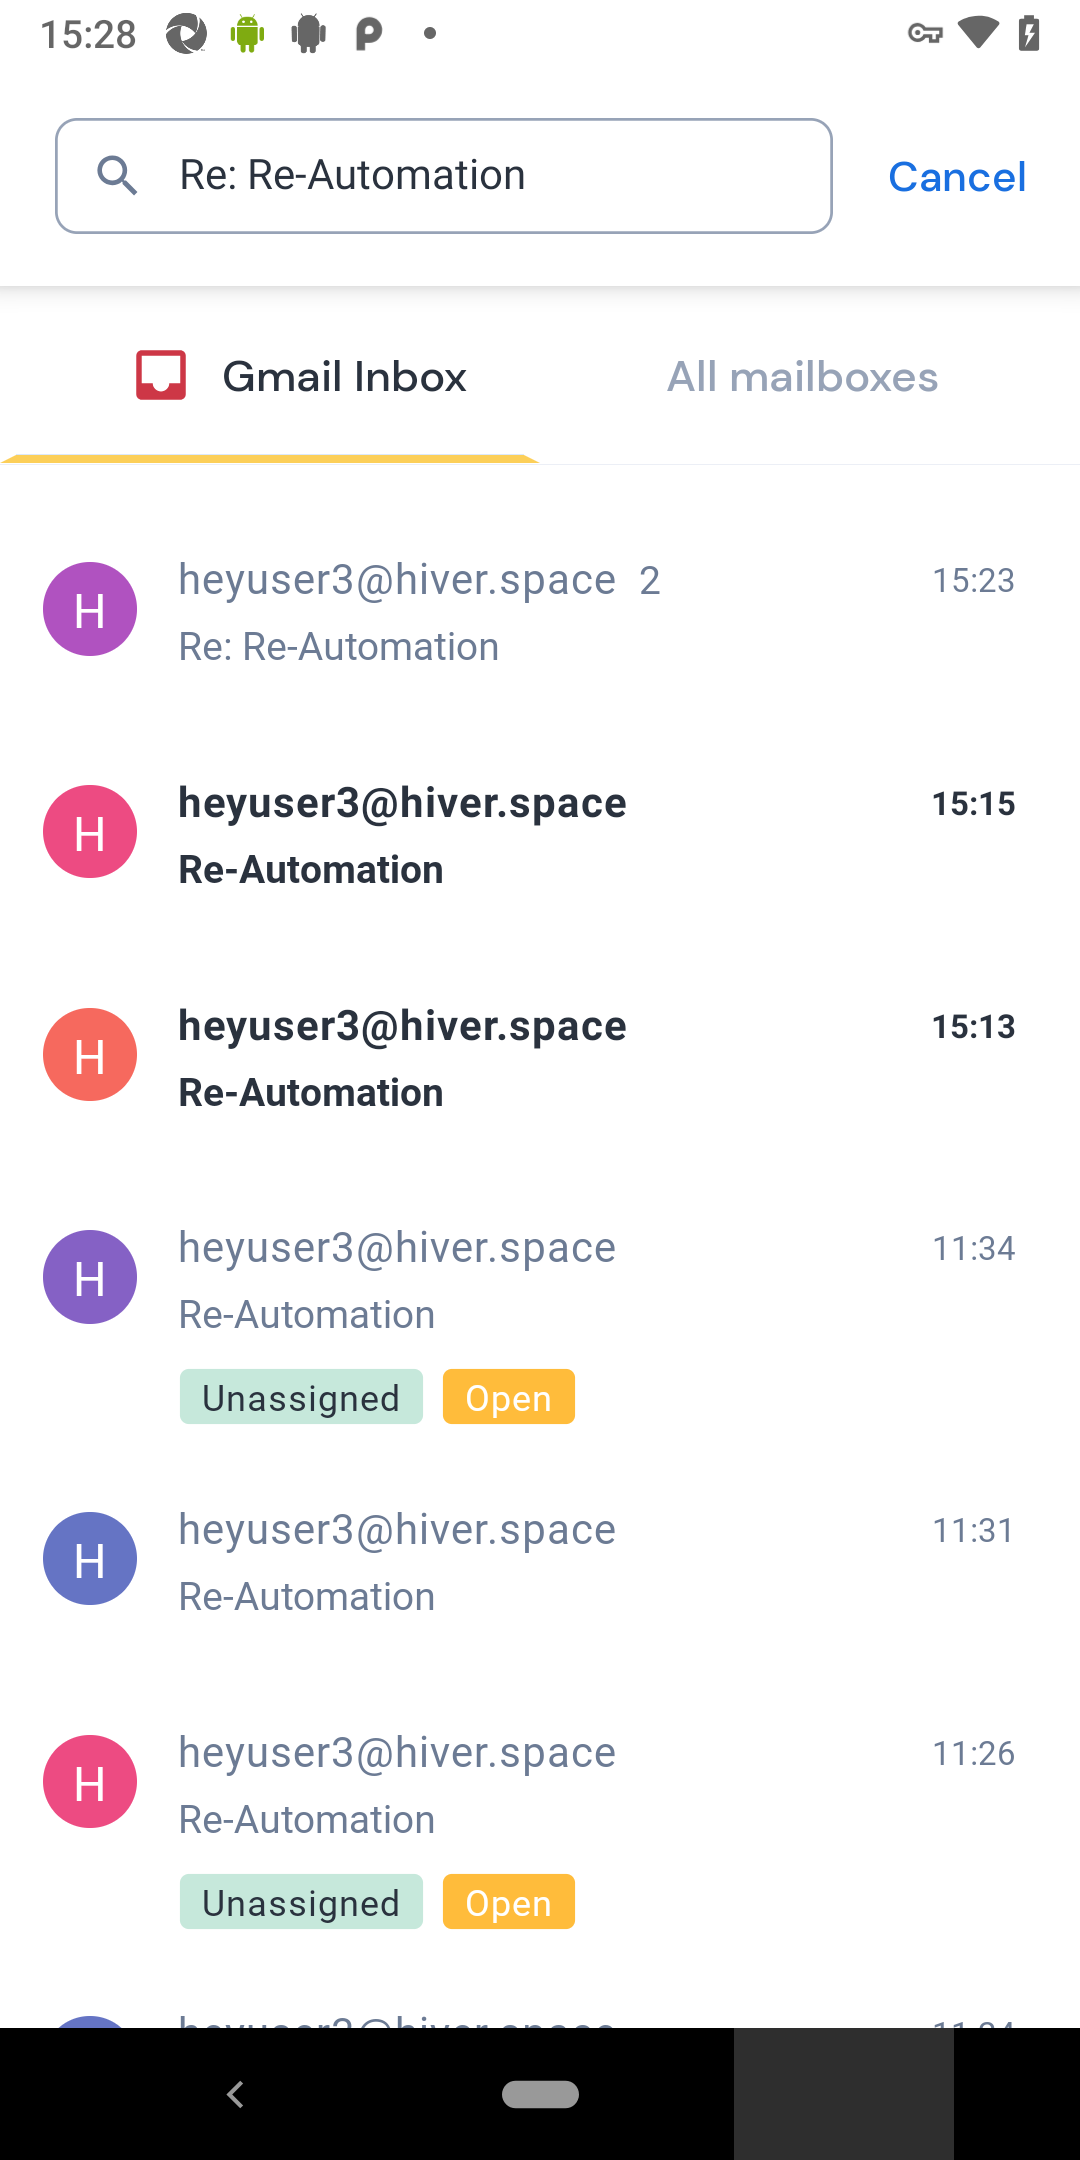 15:28
Re: Re-Automation
Cancel
Gmail Inbox
All mailboxes
H
heyuser3@hiver.space 2
15:23
Re: Re-Automation
H
heyuser3@hiver.space
15:15
Re-Automation
H
heyuser3@hiver.space
15:13
Re-Automation
H
heyuser3@hiver.space
11:34
Re-Automation
Unassigned Open
H
heyuser3@hiver.space
11:31
Re-Automation
H
heyuser3@hiver.space
11:26
Re-Automation
Unassigned Open
heyuser3@hiver.space